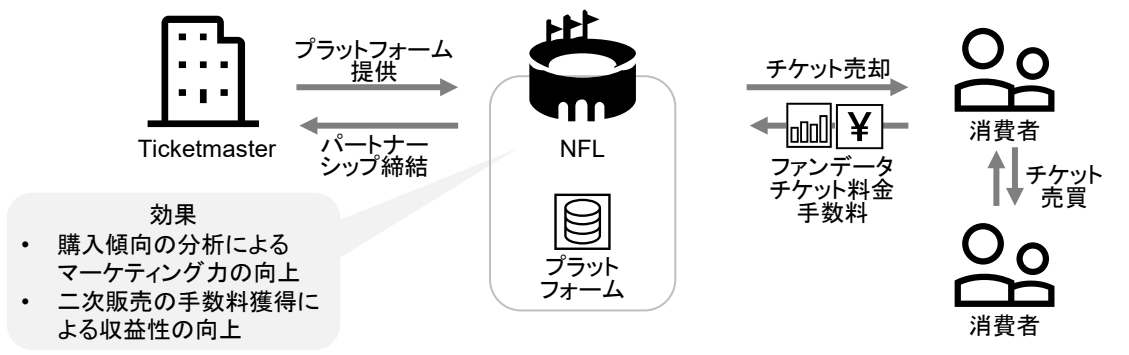 プラットフォーム
提供
Ticketmaster
パートナー
シップ締結
効果
• 購入傾向の分析による
マーケティング力の向上
• 二次販売の手数料獲得に
よる収益性の向上
NFL
プラット
フォーム
チケット売却
¥
ファンデータ
チケット料金
手数料
消費者
チケット
売買
消費者